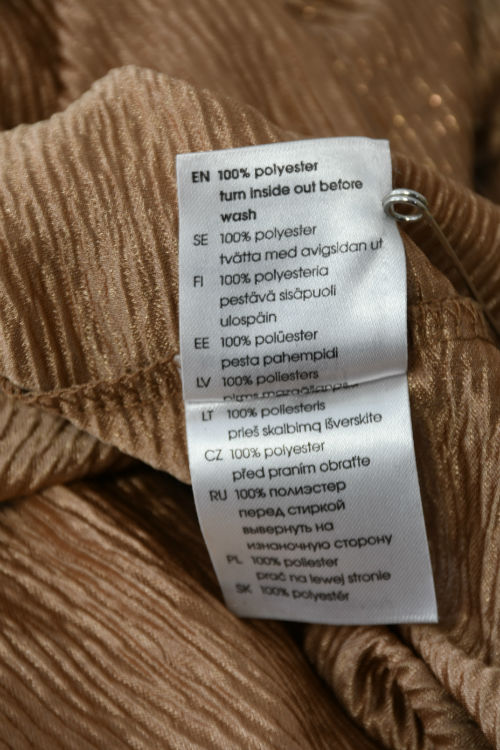 EN 100% polyester
turn inside out before
wash
SE 100% polyester
tvätta med avigsidan ut
FI 100% polyesteria
pestävä sisäpuoli
ulospäin
EE 100% polüester
pesta pahempidi
LV 100% poliesters
pirms
LT 100% poliesteris
prieš skalbimą išverskite
CZ 100% polyester
před praním obraťte
RU 100% полиэстер
перед стиркой
вывернуть на
изнаночную сторону
PL 100% poliester
prać na lewej stronie
SK 100% polyestér